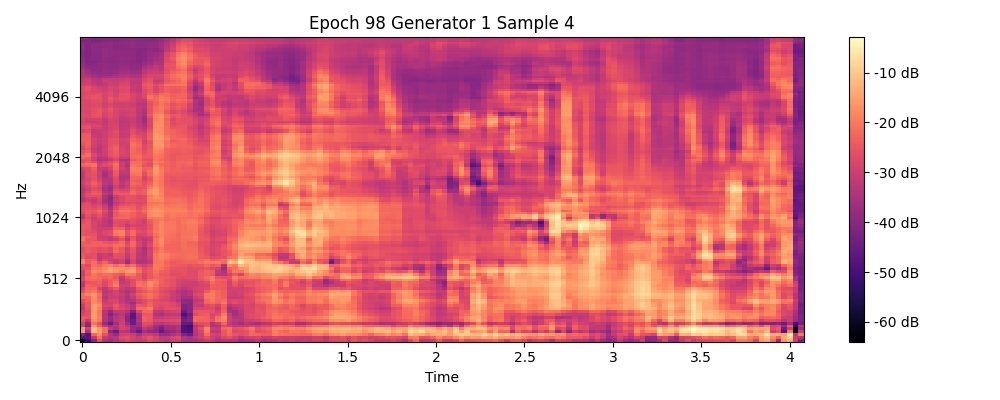 Epoch 98 Generator 1 Sample 4
Hz
4096
2048
1024
512
0
0
0.5
1
1.5
2
2.5
3
3.5
4
Time
-10 dB
-20 dB
-30 dB
-40 dB
-50 dB
-60 dB